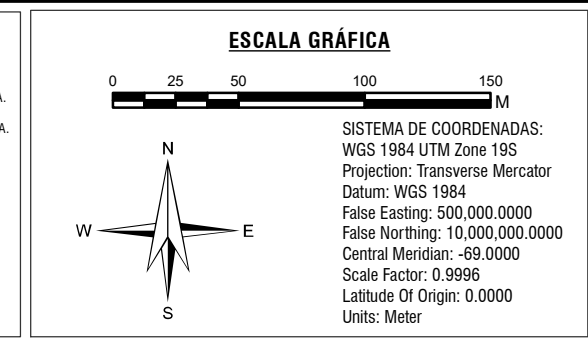 ESCALA GRÁFICA
0 25 50 100 150
M
A.
A.
N
W E
S
SISTEMA DE COORDENADAS:
WGS 1984 UTM Zone 19S
Projection: Transverse Mercator
Datum: WGS 1984
False Easting: 500,000.0000
False Northing: 10,000,000.0000
Central Meridian: -69.0000
Scale Factor: 0.9996
Latitude Of Origin: 0.0000
Units: Meter